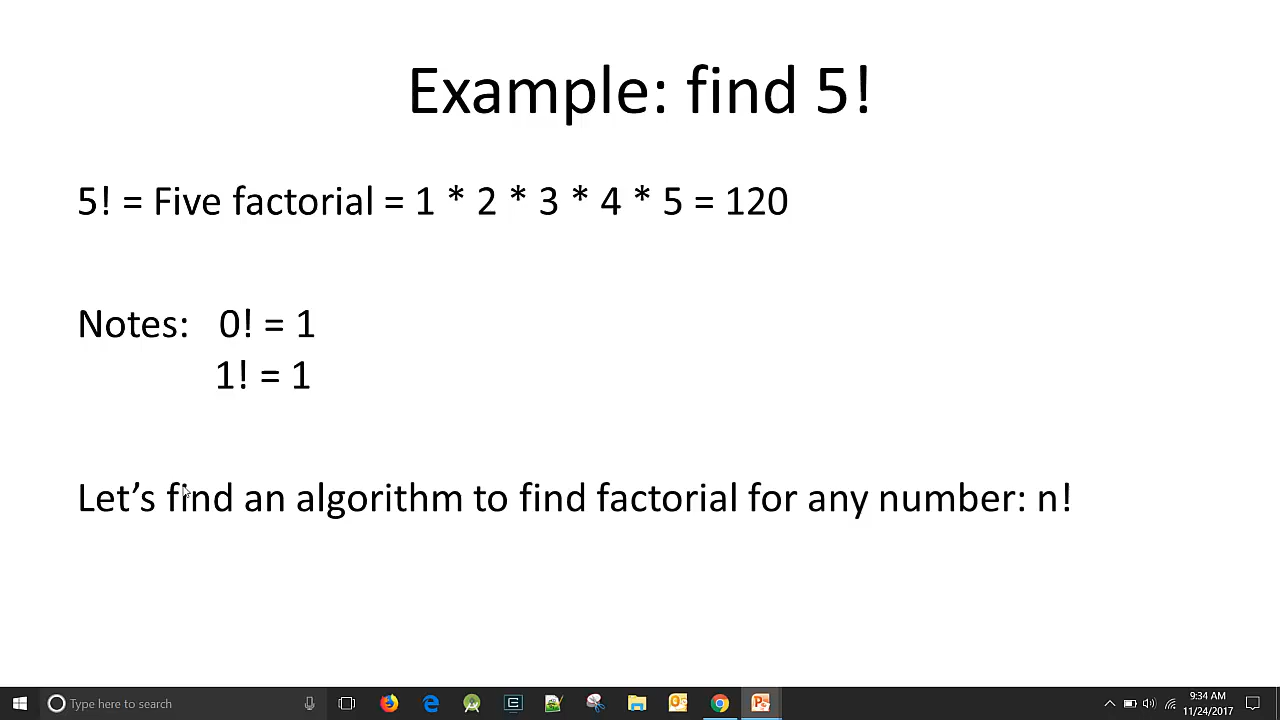 Example: find 5!
5! = Five factorial = 1 * 2 * 3 * 4 * 5 = 120
Notes: 0! = 1
1! = 1
Let's find an algorithm to find factorial for any number: n!
Type here to search
9:34 AM
11/24/2017